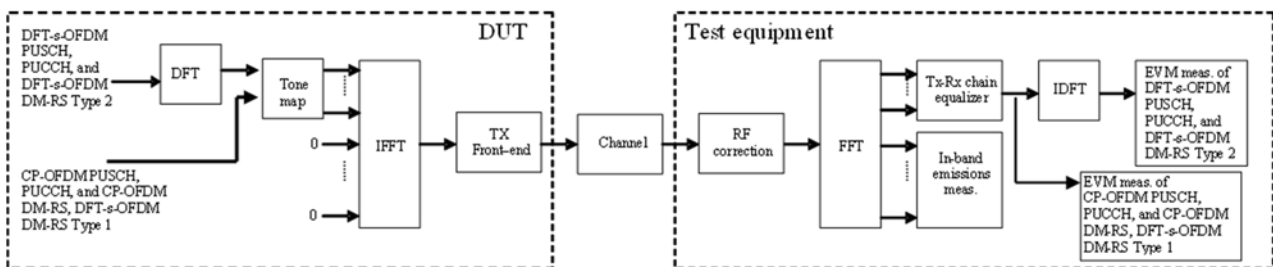 DUT
DFT-s-OFDM
PUSCH,
PUCCH, and
DFT-s-OFDM
DM-RS Type 2
DFT
Tone
map
CP-OFDM PUSCH,
PUCCH, and CP-OFDM
DM-RS, DFT-s-OFDM
DM-RS Type 1
0
0
IFFT
TX
Front-end
Channel
Test equipment
RF
correction
FFT
Tx-Rx chain
equalizer
In-band
emissions
meas.
IDFT
EVM meas. of
DFT-s-OFDM
PUSCH,
PUCCH, and
DFT-s-OFDM
DM-RS Type 2
EVM meas. of
CP-OFDM PUSCH,
PUCCH, and CP-OFDM
DM-RS, DFT-s-OFDM
DM-RS Type 1